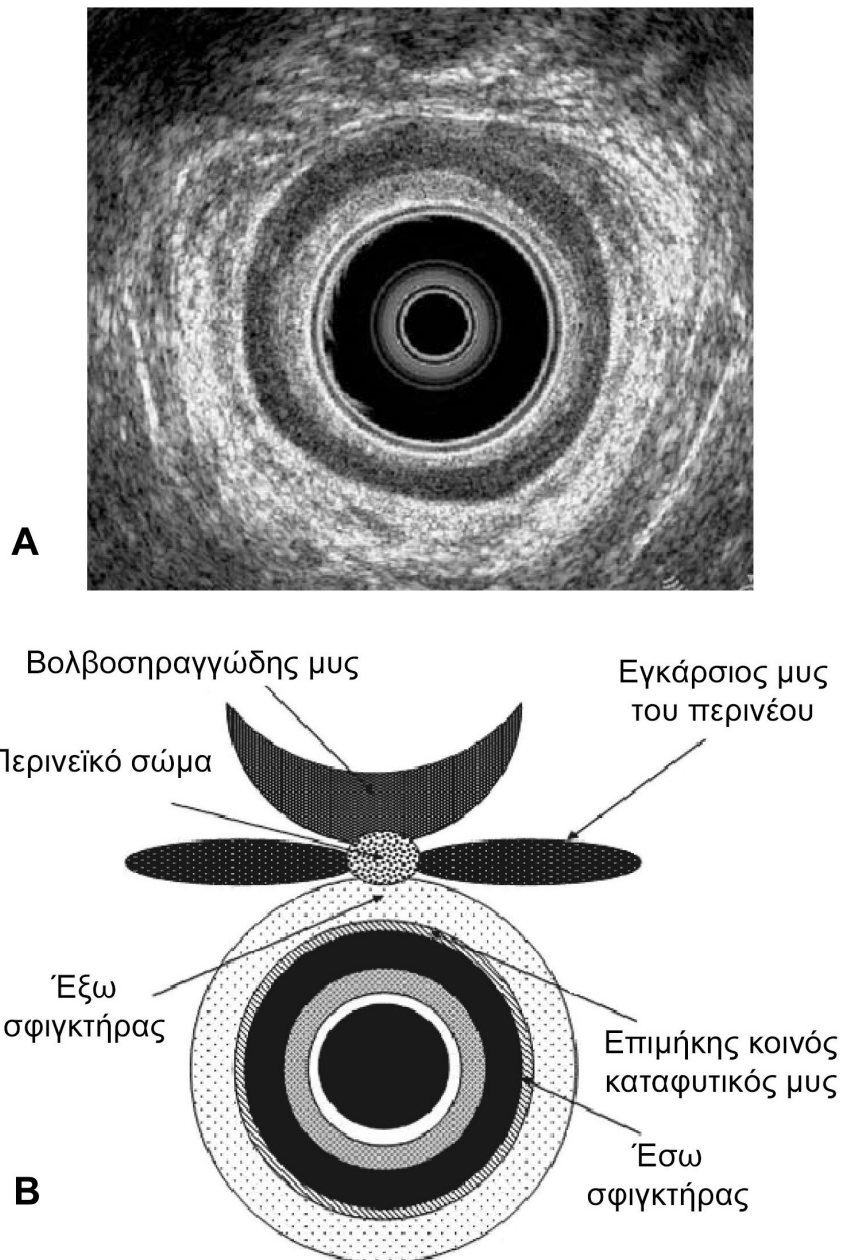 A
Βολβοσηραγγώδης μυς
Εγκάρσιος μυς
του περινέου
Περινεϊκό σώμα
Έξω
σφιγκτήρας
Επιμήκης κοινός
καταφυτικός μυς
Έσω
σφιγκτήρας
B